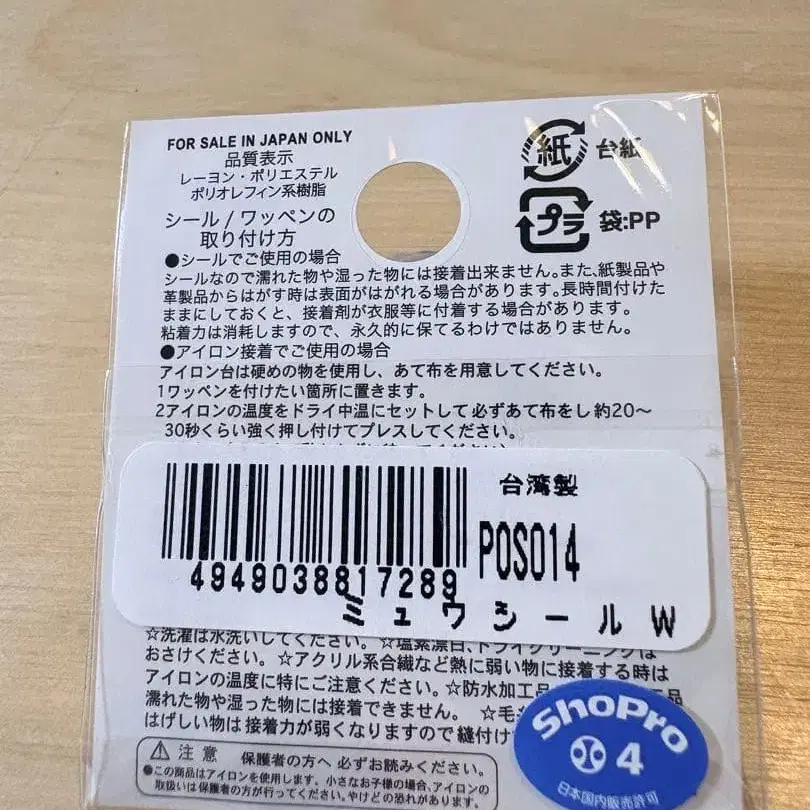 FOR SALE IN JAPAN ONLY
品質表示
レーヨン・ポリエステル
ポリオレフィン系樹脂
紙 台紙
プラ 袋:PP
シール/ワッペンの
取り付け方
●シールでご使用の場合
シールなので濡れた物や湿った物には接着出来ません。また、紙製品や
革製品からはがす時は表面がはがれる場合があります。長時間付けた
ままにしておくと、接着剤が衣服等に付着する場合があります。
粘着力は消耗しますので、永久的に保てるわけではありません。
●アイロン接着でご使用の場合
アイロン台は硬めの物を使用し、あて布を用意してください。
1ワッペンを付けたい箇所に置きます。
2アイロンの温度をドライ中温にセットして必ずあて布をし約20〜
30秒くらい強く押し付けてプレスしてください。
台湾製
POS014
4949038817289
ミュウシールW
☆洗濯は水洗いしてください。☆塩素漂白、ドライクリーニングは
おさけください。☆アクリル系合繊など熱に弱い物に接着する時は
アイロンの温度に特にご注意ください。☆防水加工品
品
濡れた物や湿った物には接着できません。 ☆毛
はげしい物は接着力が弱くなりますので縫付け
ShoPro
4
日本国内販売許可
注意 保護者の方へ 必ずお読みください。
●この商品はアイロンを使用します。小さなお子様の場合、アイロンの
取扱いは保護者の方が行ってください。やけどの恐れがあります。